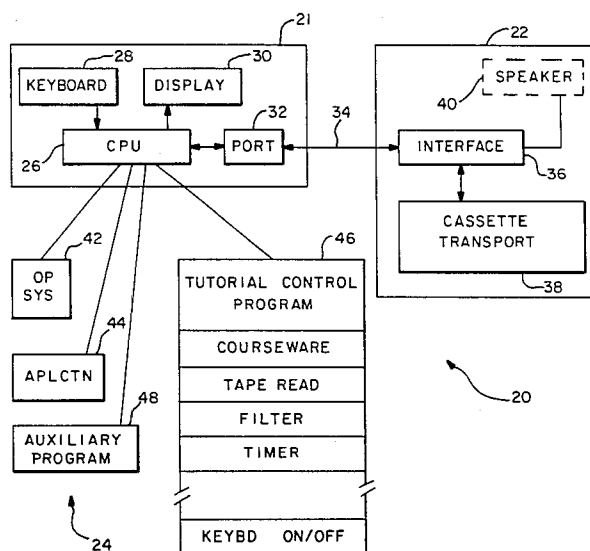 21
22
28
KEYBOARD
30
DISPLAY
32
CPU
26
PORT
34
SPEAKER
40
INTERFACE
36
CASSETTE
TRANSPORT
38
42
OP
SYS
44
APLCTN
48
AUXILIARY
PROGRAM
24
46
TUTORIAL CONTROL
PROGRAM
COURSEWARE
TAPE READ
FILTER
TIMER
KEYBD ON/OFF
20